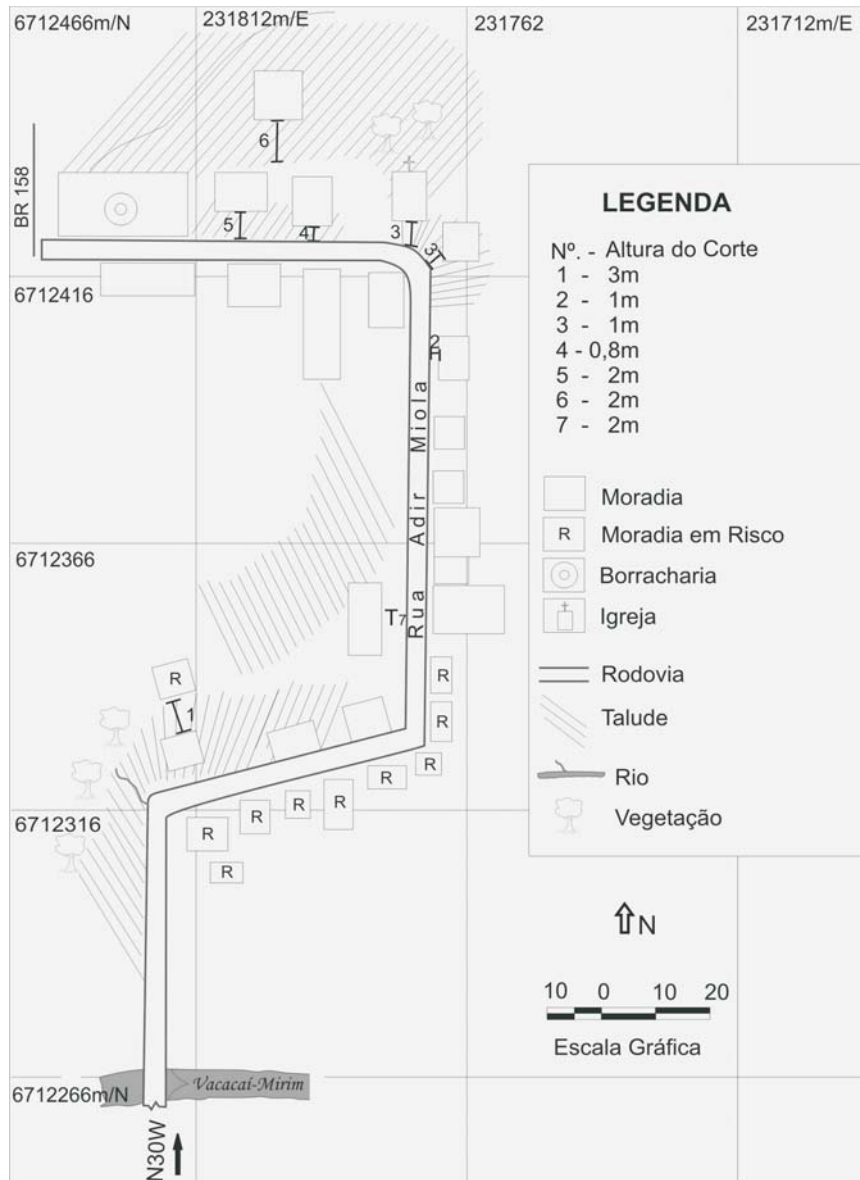 6712466m/N 231812m/E 231762 231712m/E
6
BR 158
5
4
3
3
6712416
2
Rua Adir Miola
6712366
T7
R
1
R
R
R
R
R
R
R
R
R
6712316
Vacacaí-Mirim
6712266m/N
N30W
LEGENDA
Nº. - Altura do Corte
1 - 3m
2 - 1m
3 - 1m
4 - 0,8m
5 - 2m
6 - 2m
7 - 2m
Moradia
R Moradia em Risco
Borracharia
Igreja
Rodovia
Talude
Rio
Vegetação
N
10 0 10 20
Escala Gráfica